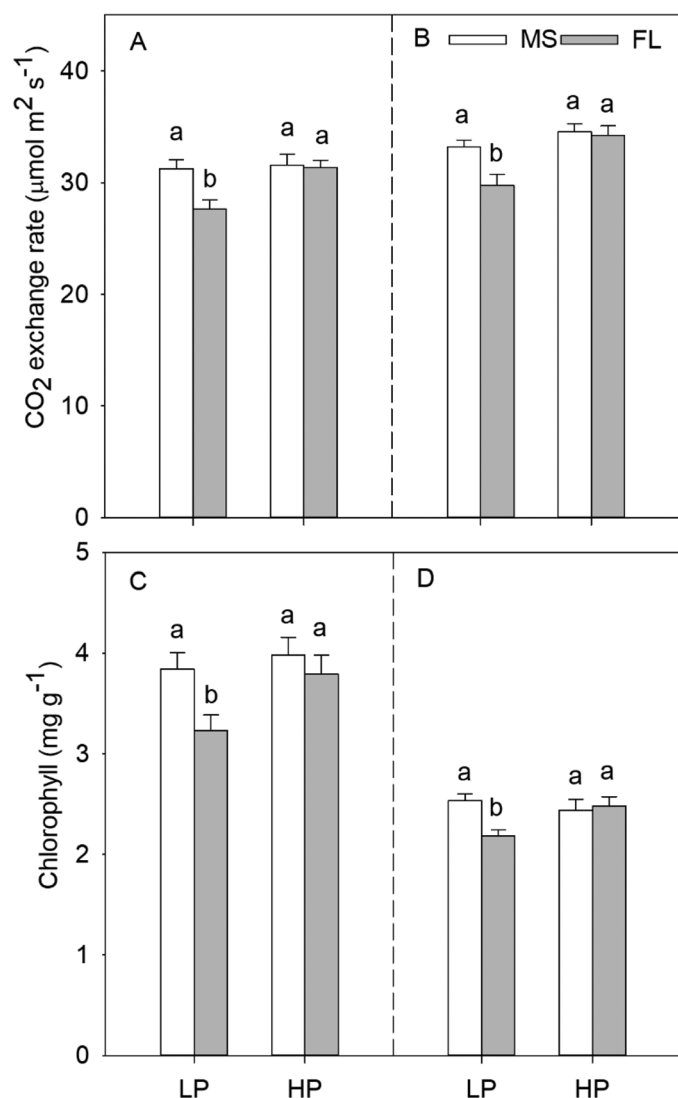 A
B MS FL
40
30
20
10
0
CO₂ exchange rate (μmol m² s⁻¹)
a b a a
a b a a
C
D
5
4
3
2
1
0
Chlorophyll (mg g⁻¹)
a b a a
a b a a
LP HP LP HP